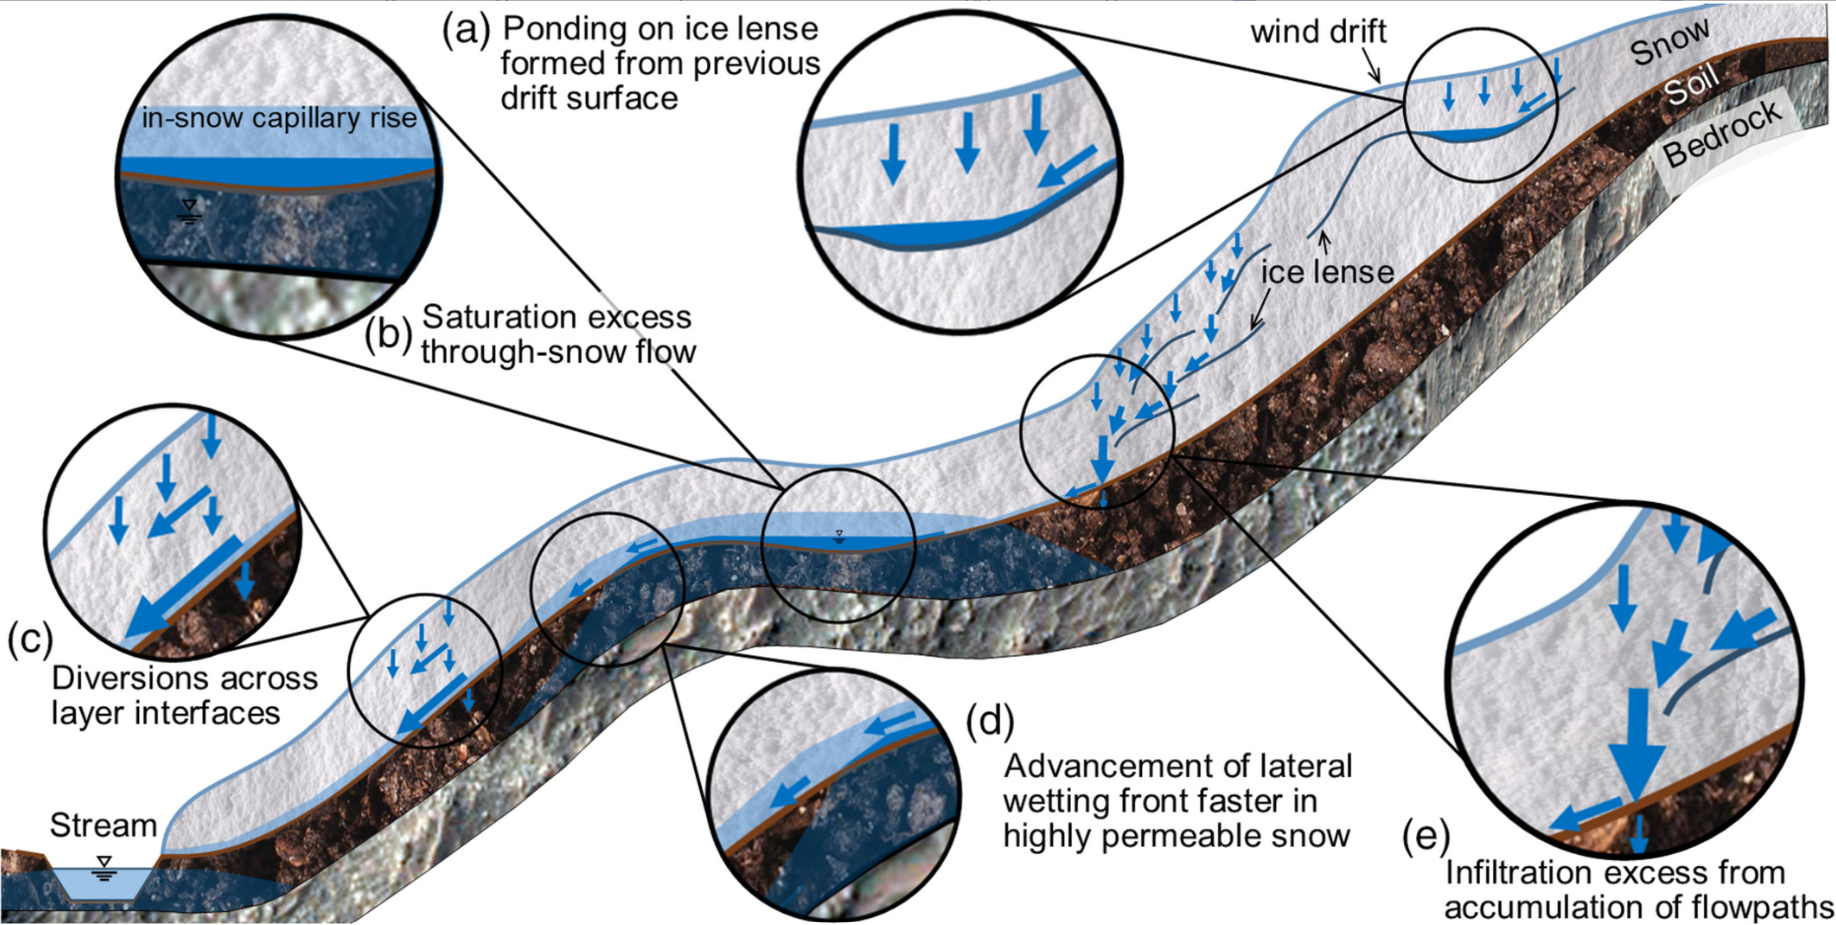 (a) Ponding on ice lense
formed from previous
drift surface
wind drift
Snow
Soil
Bedrock
in-snow capillary rise
ice lense
(b) Saturation excess
through-snow flow
(c)
Diversions across
layer interfaces
(d)
Advancement of lateral
wetting front faster in
highly permeable snow
Stream
(e)
Infiltration excess from
accumulation of flowpaths